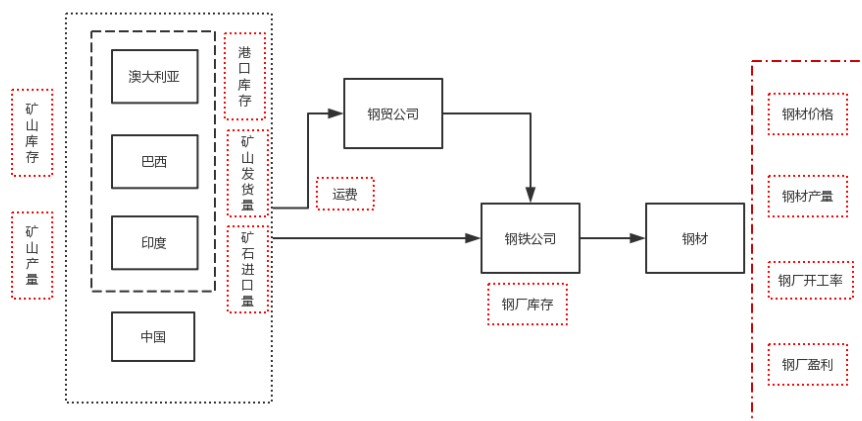 矿山库存
矿山产量
澳大利亚
巴西
印度
中国
港口库存
矿山发货量
矿石进口量
运费
钢贸公司
钢铁公司
钢厂库存
钢材
钢材价格
钢材产量
钢厂开工率
钢厂盈利